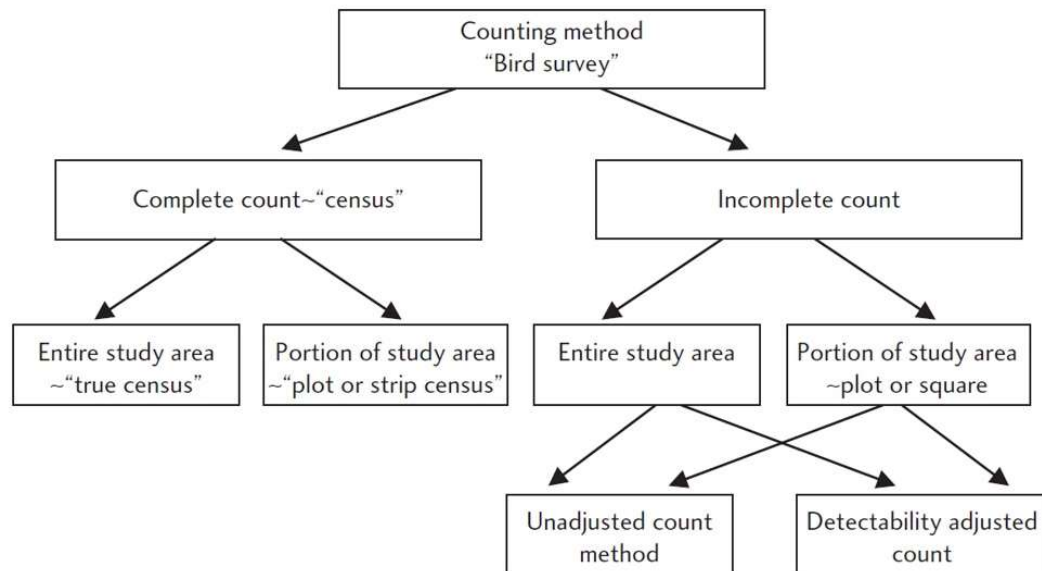 Counting method
“Bird survey”
Complete count~“census”
Incomplete count
Entire study area
~“true census”
Portion of study area
~“plot or strip census”
Entire study area
Portion of study area
~plot or square
Unadjusted count
method
Detectability adjusted
count